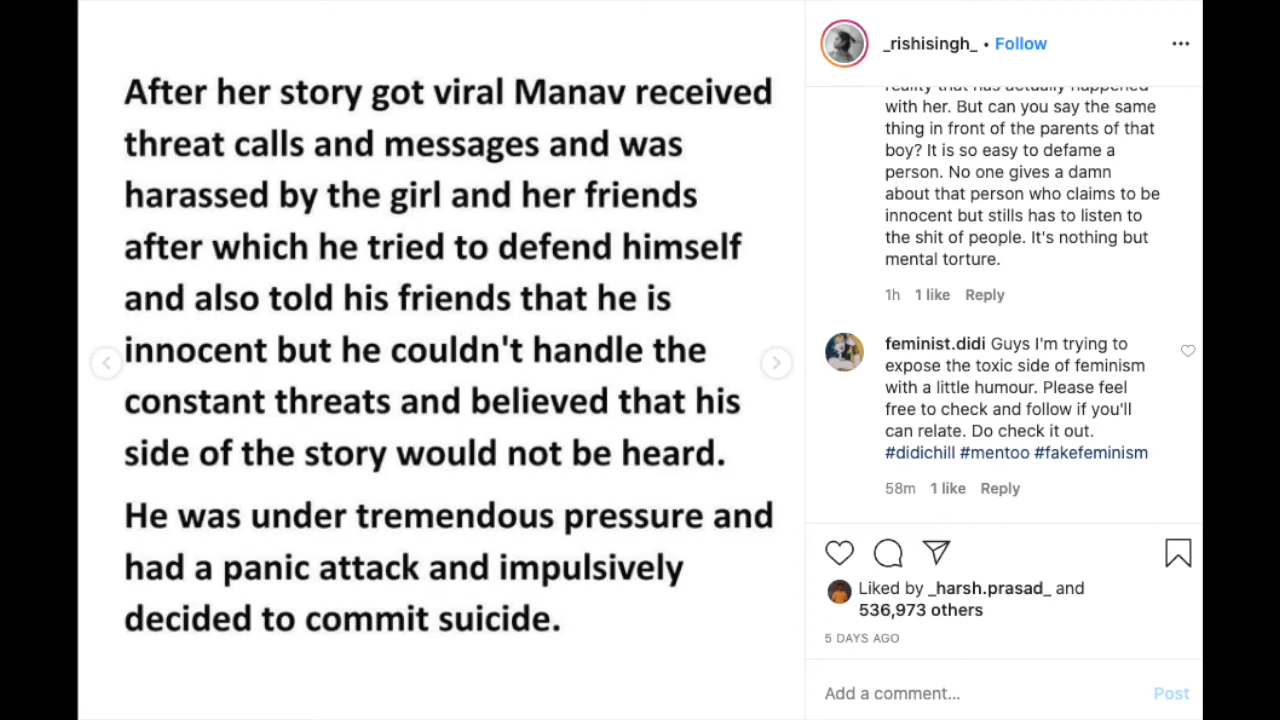 After her story got viral Manav received
threat calls and messages and was
harassed by the girl and her friends
after which he tried to defend himself
and also told his friends that he is
innocent but he couldn't handle the
constant threats and believed that his
side of the story would not be heard.
He was under tremendous pressure and
had a panic attack and impulsively
decided to commit suicide.
_rishisingh_ • Follow
reality that has actually happened
with her. But can you say the same
thing in front of the parents of that
boy? It is so easy to defame a
person. No one gives a damn
about that person who claims to be
innocent but stills has to listen to
the shit of people. It's nothing but
mental torture.
1h 1 like Reply
feminist.didi Guys I'm trying to
expose the toxic side of feminism
with a little humour. Please feel
free to check and follow if you'll
can relate. Do check it out.
#didichill #mentoo #fakefeminism
58m 1 like Reply
Liked by _harsh.prasad_ and
536,973 others
5 DAYS AGO
Add a comment... Post